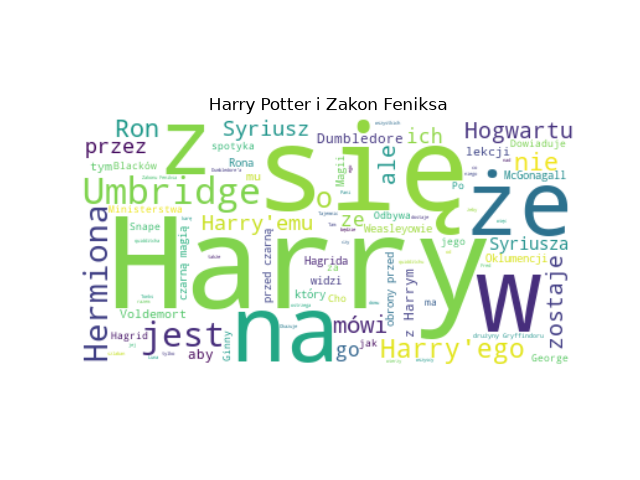 Harry Potter i Zakon Feniksa
Ron
z
Syriusz
się
Dumbledore
ich
Hogwartu
przez
spotyka
ale
lekcji
Dowiaduje
nie
tym
Blacków
Rona
Magii
McGonagall
Umbridge
mu
o
Po
że
Ministerstwa
Harry'emu
ze
Odbywa
Weasleyowie
Snape
jego
Syriusza
Hermiona
Harry
czarną magią
przed czarną
Hagrida
za
widzi
obrony przed
Oklumencji
w
zostaje
który
Cho
z Harrym
ma
Voldemort
jest
na
mówi
Hagrid
aby
Ginny
go
jak
Harry'ego
drużyny Gryffindoru
George